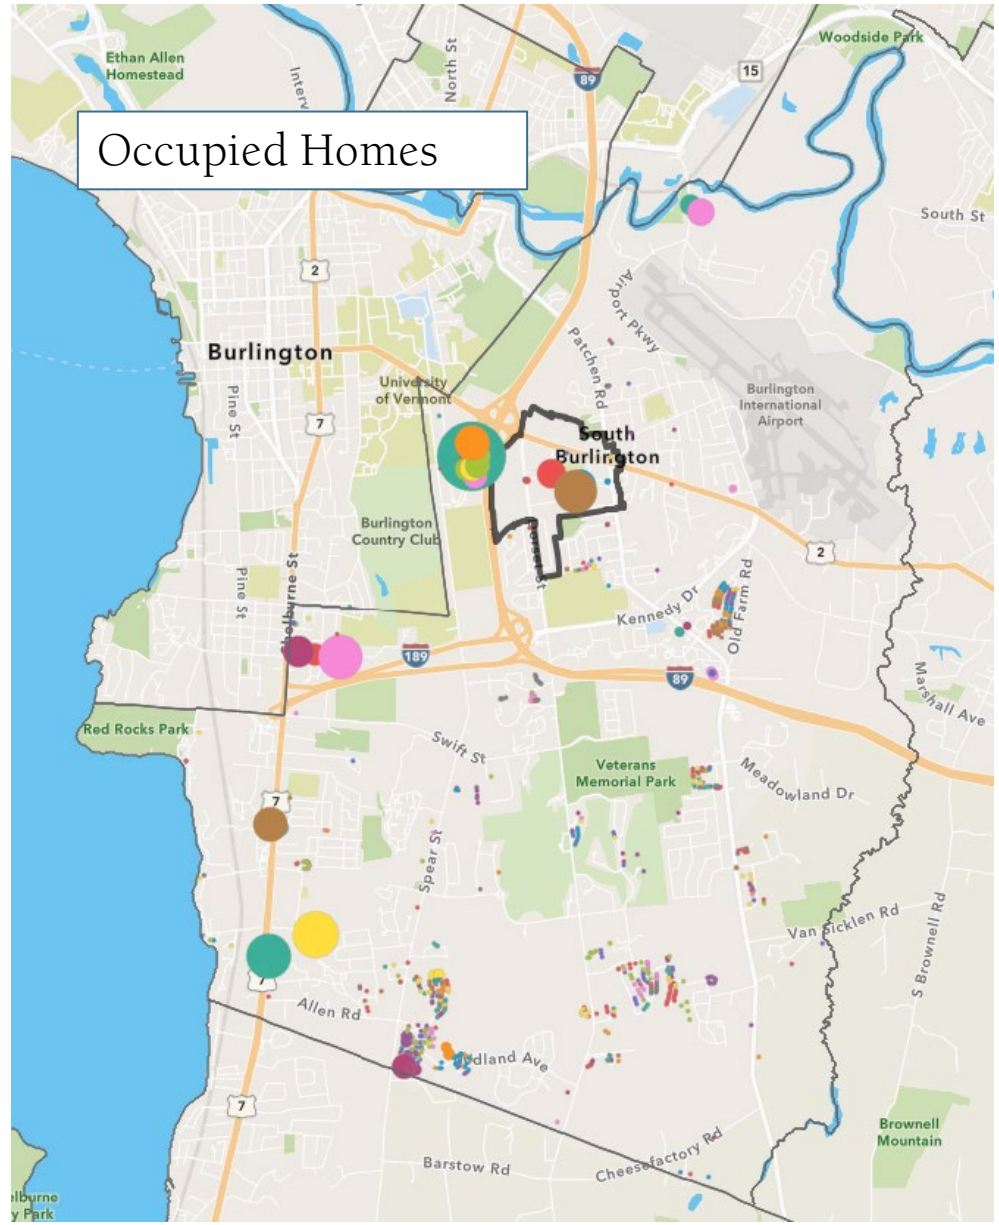 Woodside Park
Ethan Allen
Homestead
North St
89
15
Interv
Occupied Homes
South St
2
Airport Pkwy
Burlington
Patchen Rd
University
of Vermont
Burlington
International
Airport
Pine St
7
South
Burlington
Burlington
Country Club
Dorset St
2
Shelburne St
Pine St
Kennedy Dr
Old Farm Rd
189
89
Marshall Ave
Red Rocks Park
Swift St
Veterans
Memorial Park
Meadowland Dr
7
Spear St
Van Sicklen Rd
S Brownell Rd
7
Allen Rd
dland Ave
7
Brownell
Mountain
Cheesefactory Rd
Barstow Rd
elburne
y Park